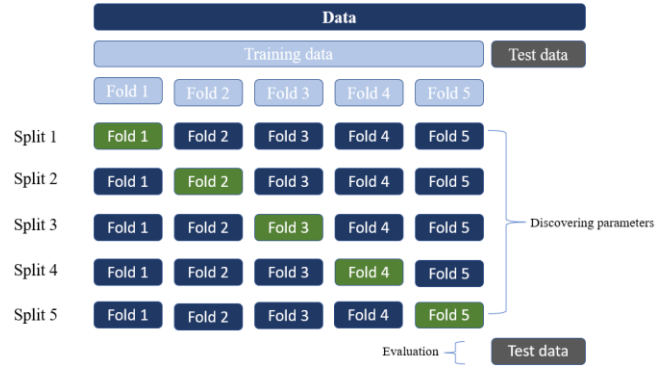 Data
Training data Test data
Fold 1 Fold 2 Fold 3 Fold 4 Fold 5
Split 1 Fold 1 Fold 2 Fold 3 Fold 4 Fold 5
Split 2 Fold 1 Fold 2 Fold 3 Fold 4 Fold 5
Split 3 Fold 1 Fold 2 Fold 3 Fold 4 Fold 5
Discovering parameters
Split 4 Fold 1 Fold 2 Fold 3 Fold 4 Fold 5
Split 5 Fold 1 Fold 2 Fold 3 Fold 4 Fold 5
Evaluation Test data